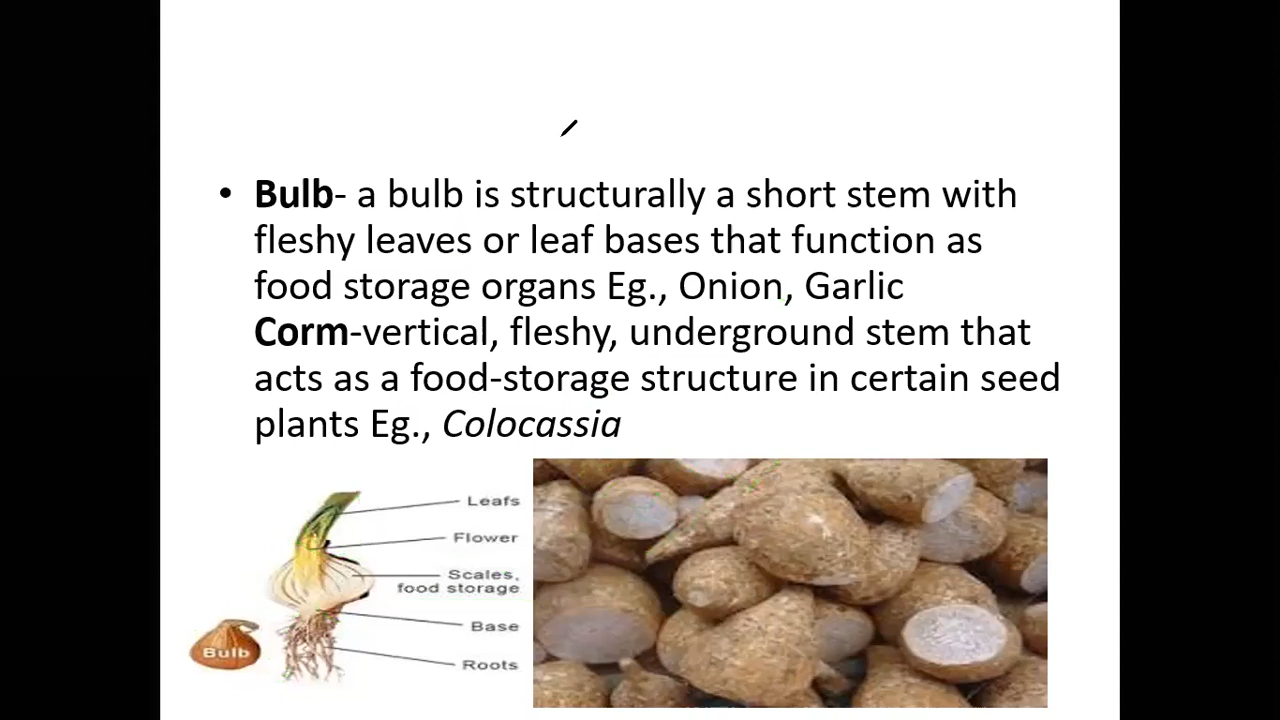 • Bulb- a bulb is structurally a short stem with
fleshy leaves or leaf bases that function as
food storage organs Eg., Onion, Garlic
Corm-vertical, fleshy, underground stem that
acts as a food-storage structure in certain seed
plants Eg., Colocassia
Leafs
Flower
Scales,
food storage
Base
Bulb
Roots